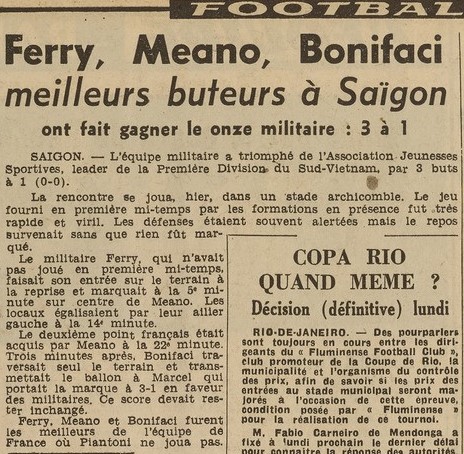 FOOTBAL
Ferry, Meano, Bonifaci
meilleurs buteurs à Saïgon
ont fait gagner le onze militaire : 3 à 1
SAIGON. — L'équipe militaire a triomphé de l'Association Jeunesses
Sportives, leader de la Première Division du Sud-Vietnam, par 3 buts
à 1 (0-0).
La rencontre se joua, hier, dans un stade archicomble. Le jeu
fourni en première mi-temps par les formations en présence fut très
rapide et viril. Les défenses étaient souvent alertées mais le repos
survenait sans que rien fût mar-
qué.
Le militaire Ferry, qui n'avait
pas joué en première mi-temps,
faisait son entrée sur le terrain à
la reprise et marquait à la 5e mi-
nute sur centre de Meano. Les
locaux égalisaient par leur ailier
gauche à la 14e minute.
Le deuxième point français était
acquis par Meano à la 22e minute.
Trois minutes après, Bonifaci tra-
versait seul le terrain et trans-
mettait le ballon à Marcel qui
portait la marque à 3-1 en faveur
des militaires. Ce score devait res-
ter inchangé.
Ferry, Meano et Bonifaci furent
les meilleurs de l'équipe de
France où Piantoni ne joua pas.
COPA RIO
QUAND MEME ?
Décision (définitive) lundi
RIO-DE-JANEIRO. — Des pourparlers
sont toujours en cours entre les diri-
geants du « Fluminense Football Club »,
club promoteur de la Coupe de Rio, la
municipalité et l'organisme du contrôle
des prix, afin de savoir si les prix des
entrées au stade municipal seront ma-
jorés à l'occasion de cette épreuve,
condition posée par « Fluminense »
pour la réalisation de ce tournoi.
M. Fabio Carneiro de Mendonga a
fixé à lundi prochain le dernier délai
pour connaître la réponse des autorités.